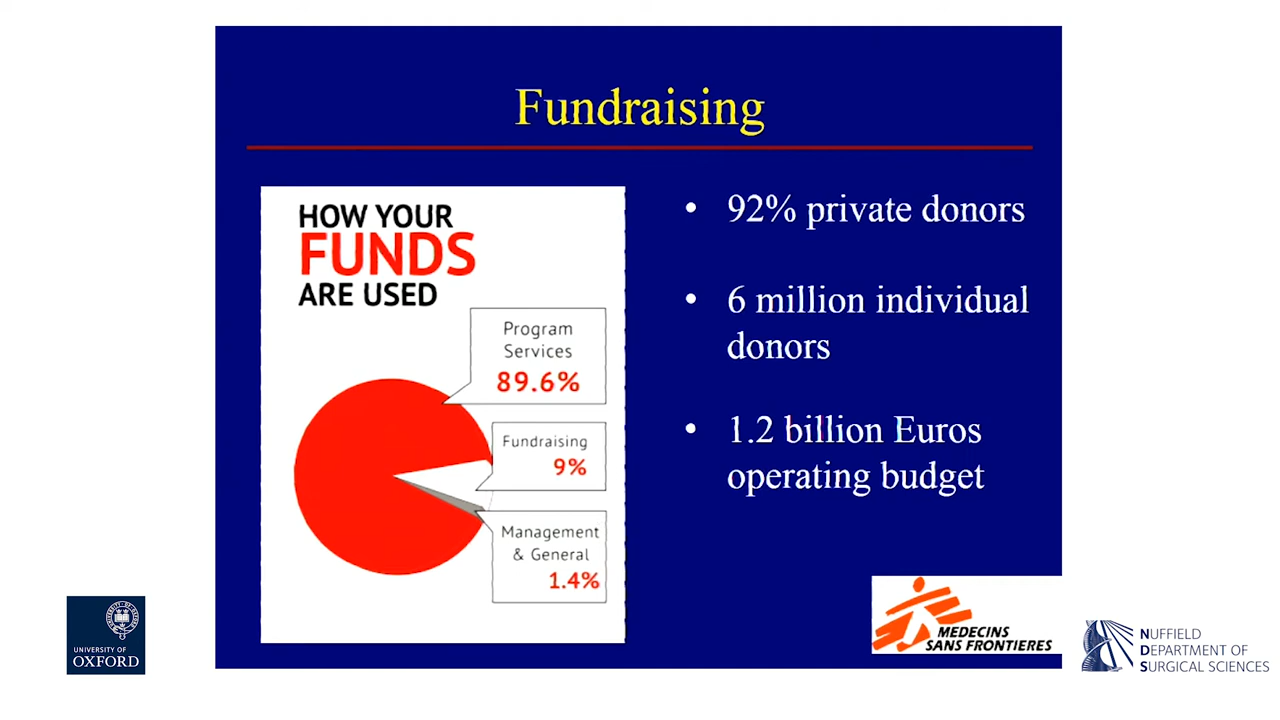 Fundraising
HOW YOUR
FUNDS
ARE USED
Program
Services
89.6%
Fundraising
9%
Management
& General
1.4%
• 92% private donors
• 6 million individual
donors
• 1.2 billion Euros
operating budget
MEDECINS
SANS FRONTIERES
UNIVERSITY OF
OXFORD
NUFFIELD
DEPARTMENT OF
SURGICAL SCIENCES